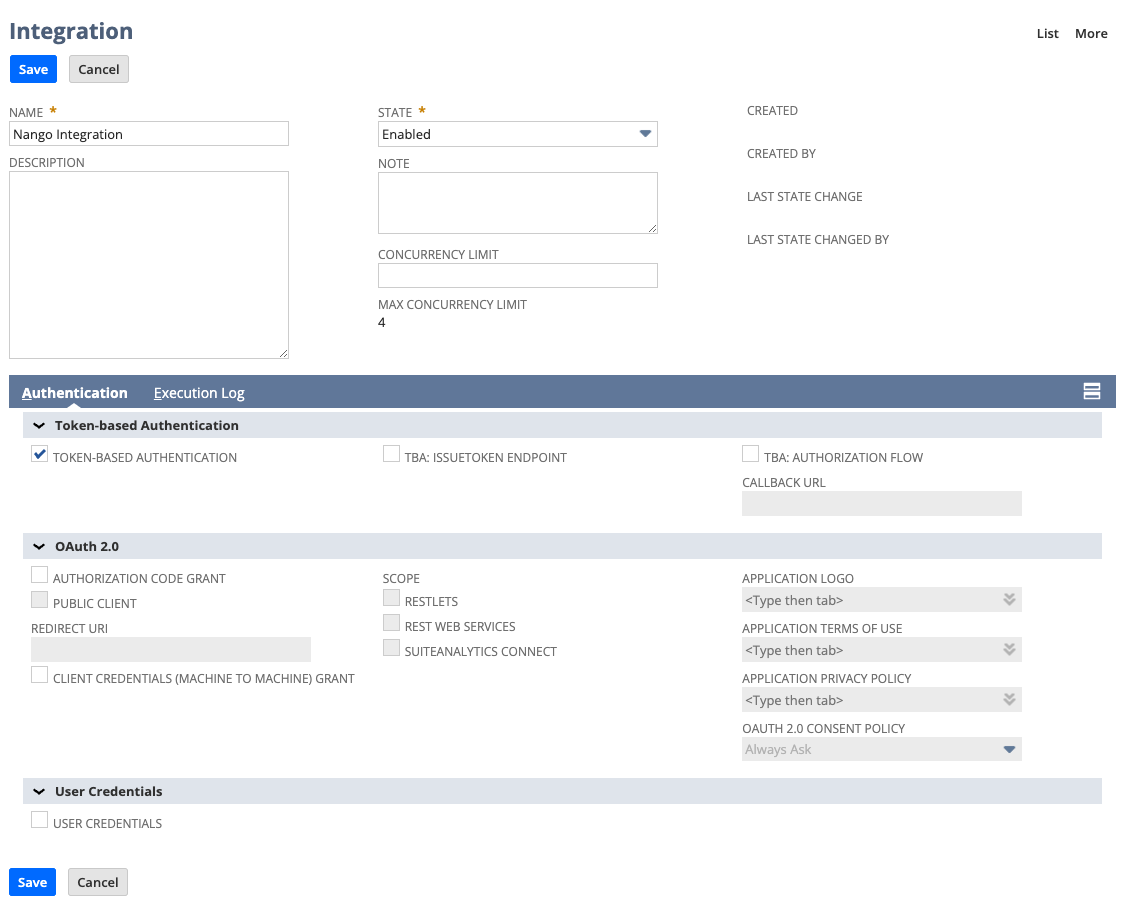 Integration
List More
Save Cancel
NAME *
Nango Integration
DESCRIPTION
STATE *
Enabled
NOTE
CONCURRENCY LIMIT
MAX CONCURRENCY LIMIT
4
CREATED
CREATED BY
LAST STATE CHANGE
LAST STATE CHANGED BY
Authentication Execution Log
Token-based Authentication
TOKEN-BASED AUTHENTICATION
TBA: ISSUETOKEN ENDPOINT
TBA: AUTHORIZATION FLOW
CALLBACK URL
OAuth 2.0
AUTHORIZATION CODE GRANT
PUBLIC CLIENT
REDIRECT URI
CLIENT CREDENTIALS (MACHINE TO MACHINE) GRANT
SCOPE
RESTLETS
REST WEB SERVICES
SUITEANALYTICS CONNECT
APPLICATION LOGO
<Type then tab>
APPLICATION TERMS OF USE
<Type then tab>
APPLICATION PRIVACY POLICY
<Type then tab>
OAUTH 2.0 CONSENT POLICY
Always Ask
User Credentials
USER CREDENTIALS
Save Cancel